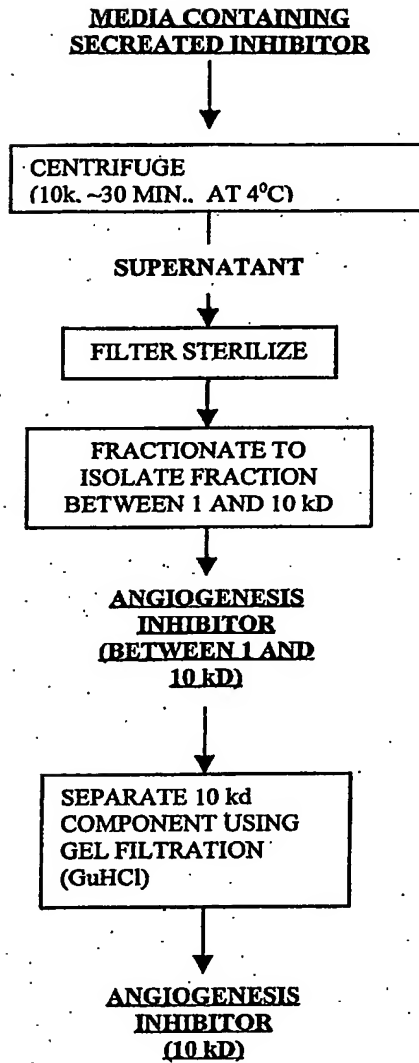 MEDIA CONTAINING
SECREATED INHIBITOR
CENTRIFUGE
(10k. ~30 MIN.. AT 4⁰C)
SUPERNATANT
FILTER STERILIZE
FRACTIONATE TO
ISOLATE FRACTION
BETWEEN 1 AND 10 kD
ANGIOGENESIS
INHIBITOR
(BETWEEN 1 AND
10 kD)
SEPARATE 10 kd
COMPONENT USING
GEL FILTRATION
(GuHCl)
ANGIOGENESIS
INHIBITOR
(10 kD)